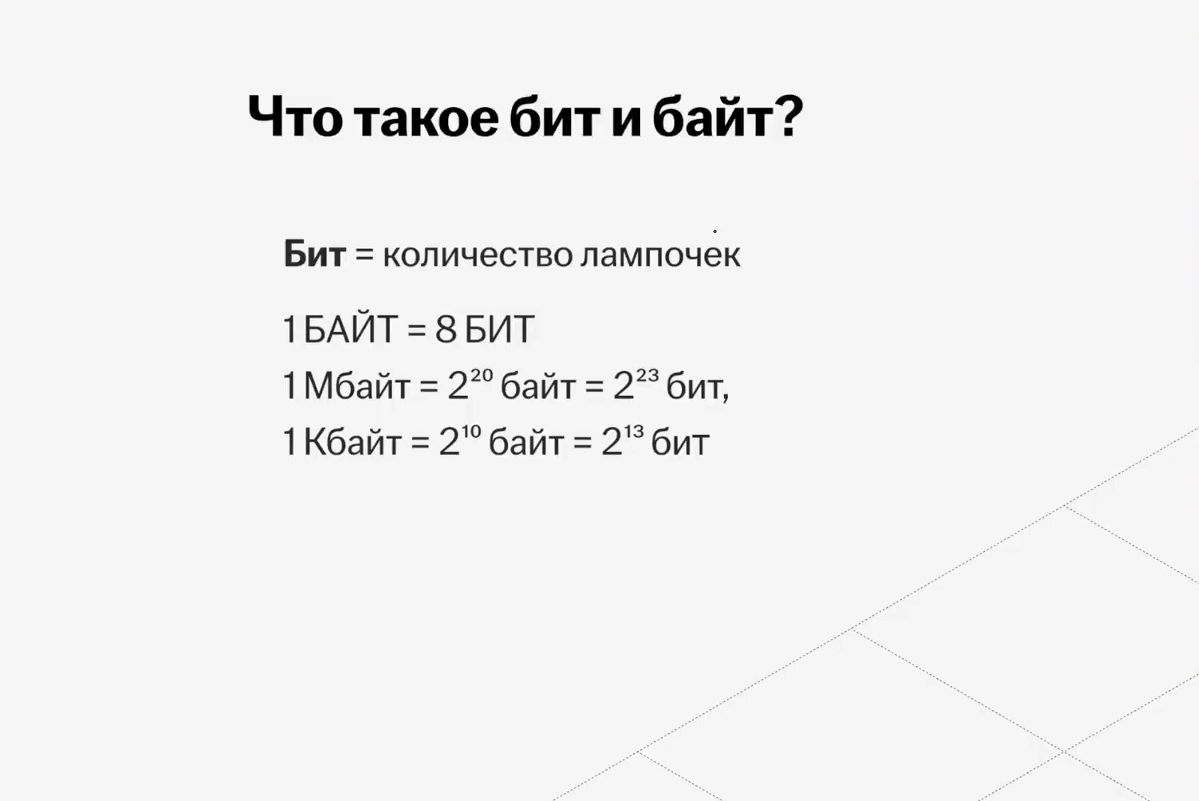 Что такое бит и байт?
Бит = количество лампочек
1 БАЙТ = 8 БИТ
1 Мбайт = 2²⁰ байт = 2²³ бит,
1 Кбайт = 2¹⁰ байт = 2¹³ бит